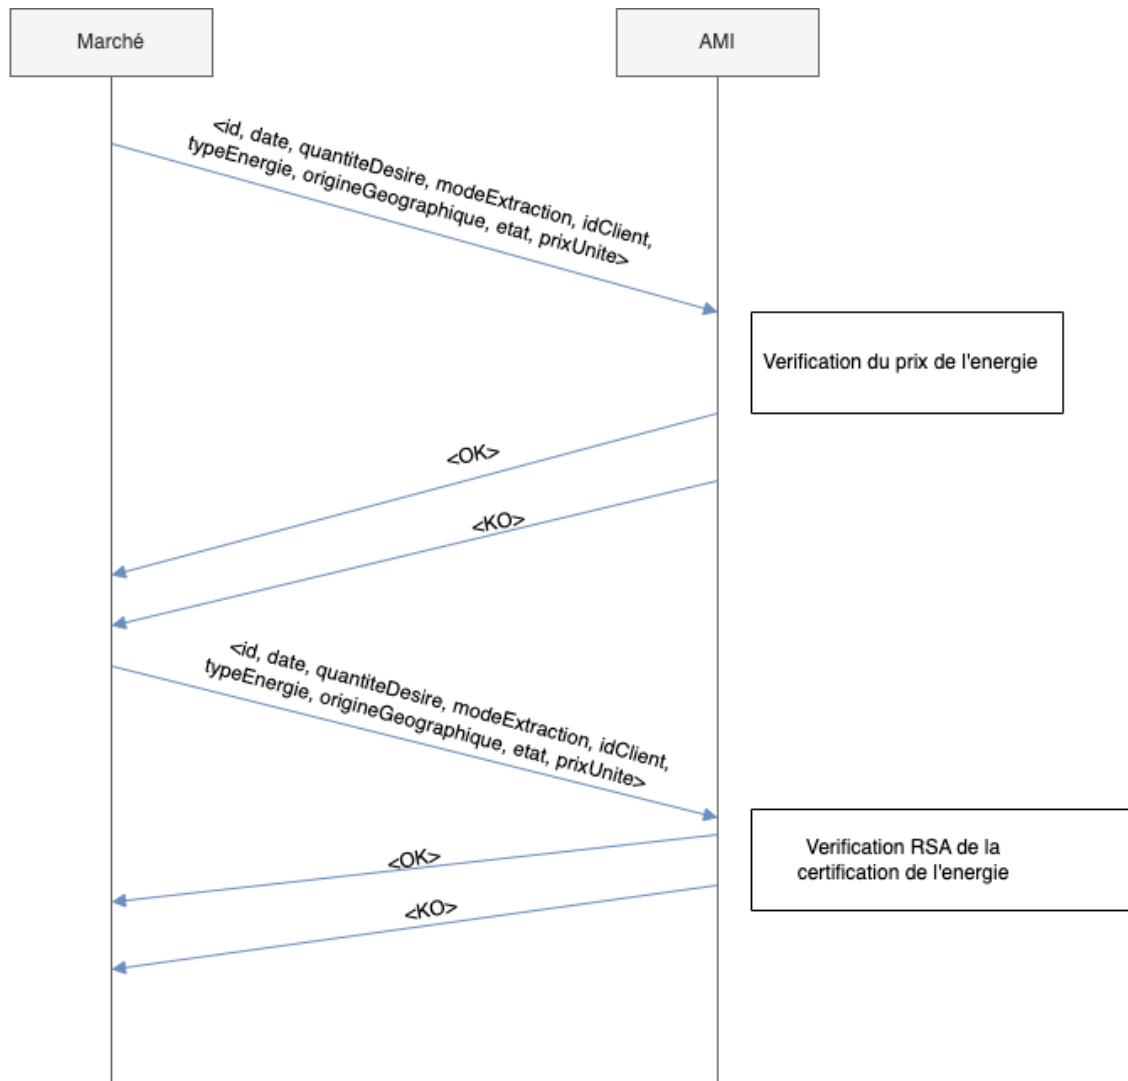 Marché
AMI
<id, date, quantiteDesire, modeExtraction, idClient,
typeEnergie, origineGeographique, etat, prixUnite>
Verification du prix de l'energie
<OK>
<KO>
<id, date, quantiteDesire, modeExtraction, idClient,
typeEnergie, origineGeographique, etat, prixUnite>
Verification RSA de la
certification de l'energie
<OK>
<KO>